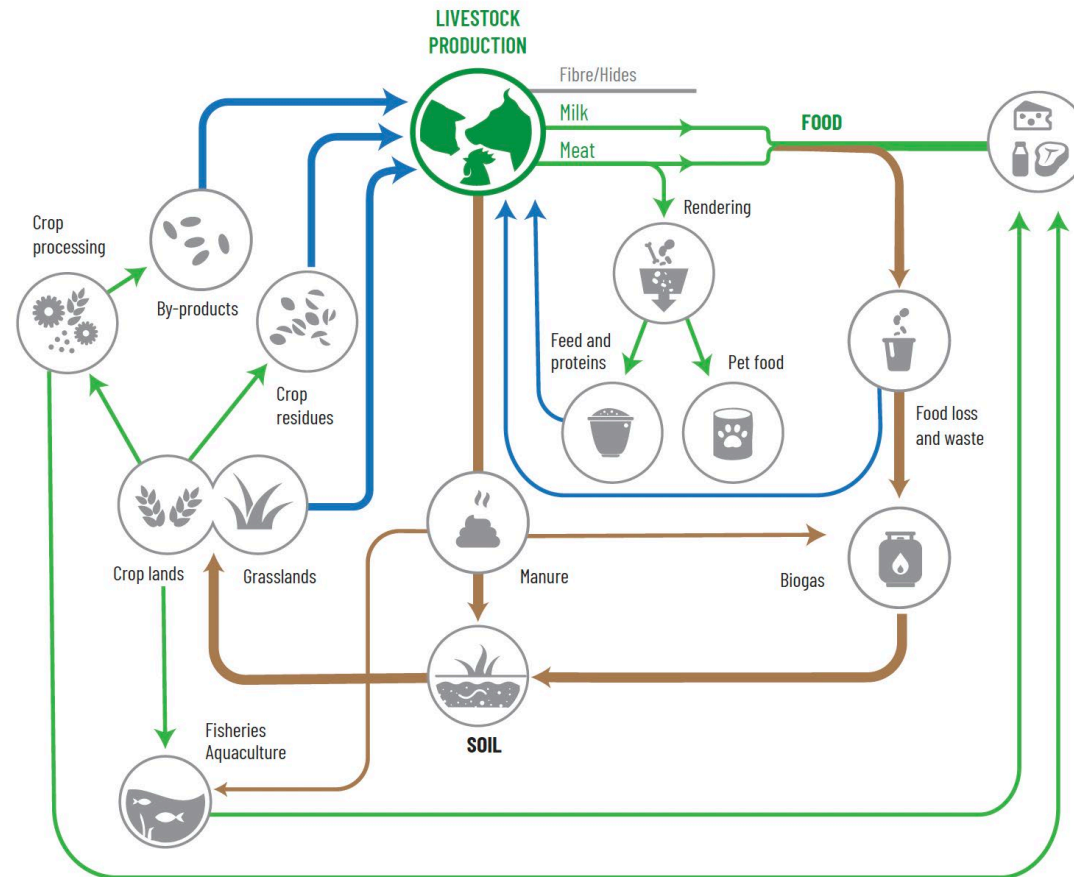 LIVESTOCK
PRODUCTION
Fibre/Hides
Milk
Meat
FOOD
Rendering
Crop
processing
By-products
Feed and
proteins
Pet food
Crop
residues
Food loss
and waste
Crop lands
Grasslands
Manure
Biogas
Fisheries
Aquaculture
SOIL